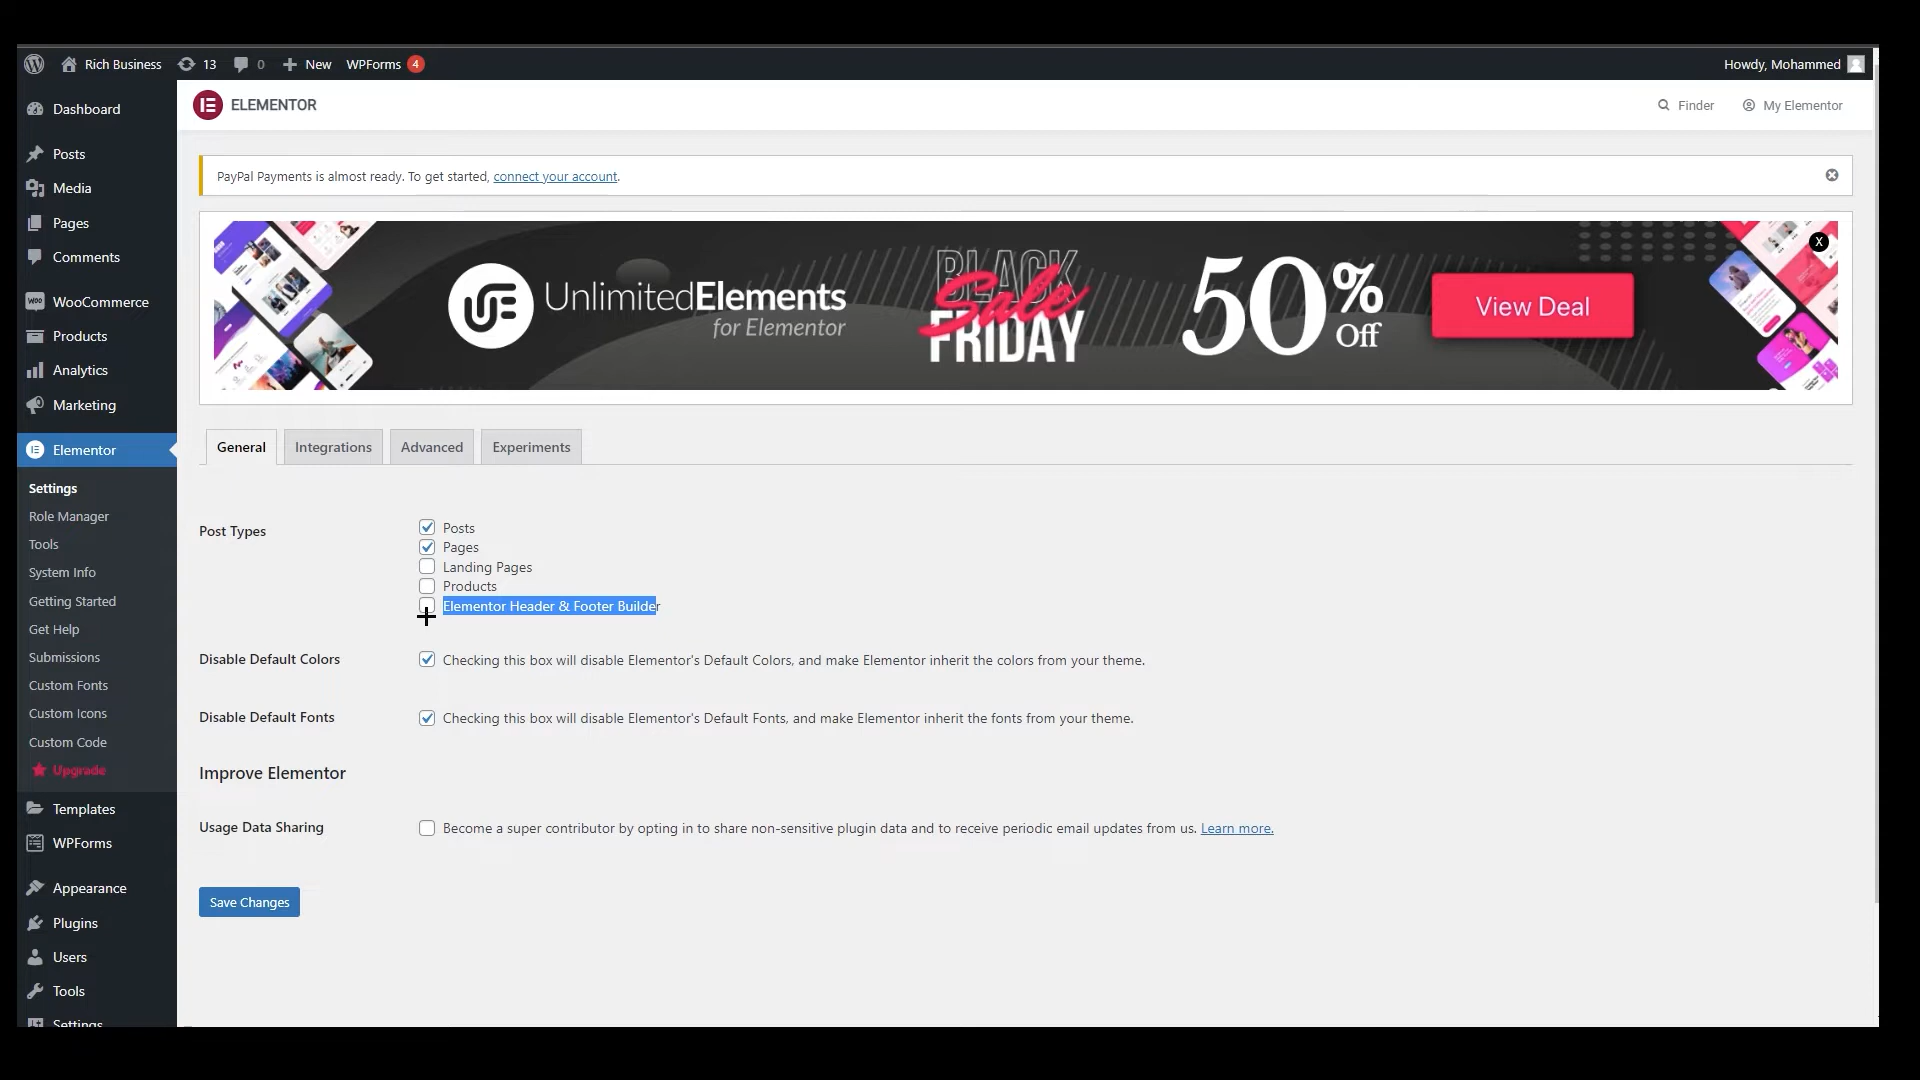 Rich Business 13 0 New WPForms 4 Howdy, Mohammed
Dashboard
Posts
Media
Pages
Comments
WooCommerce
Products
Analytics
Marketing
Elementor
Settings
Role Manager
Tools
System Info
Getting Started
Get Help
Submissions
Custom Fonts
Custom Icons
Custom Code
Upgrade
Templates
WPForms
Appearance
Plugins
Users
Tools
Settings
ELEMENTOR Finder My Elementor
PayPal Payments is almost ready. To get started, connect your account.
UnlimitedElements
for Elementor
BLACK
Sale
FRIDAY
50% Off
View Deal
X
General Integrations Advanced Experiments
Post Types
Posts
Pages
Landing Pages
Products
Elementor Header & Footer Builder
Disable Default Colors Checking this box will disable Elementor's Default Colors, and make Elementor inherit the colors from your theme.
Disable Default Fonts Checking this box will disable Elementor's Default Fonts, and make Elementor inherit the fonts from your theme.
Improve Elementor
Usage Data Sharing Become a super contributor by opting in to share non-sensitive plugin data and to receive periodic email updates from us. Learn more.
Save Changes